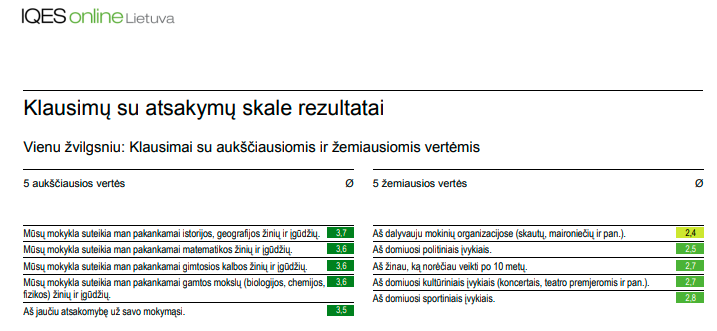 IQES online Lietuva
Klausimų su atsakymų skale rezultatai
Vienu žvilgsniu: Klausimai su aukščiausiomis ir žemiausiomis vertėmis
5 aukščiausios vertės Ø
Mūsų mokykla suteikia man pakankamai istorijos, geografijos žinių ir įgūdžių. 3,7
Mūsų mokykla suteikia man pakankamai matematikos žinių ir įgūdžių. 3,6
Mūsų mokykla suteikia man pakankamai gimtosios kalbos žinių ir įgūdžių. 3,6
Mūsų mokykla suteikia man pakankamai gamtos mokslų (biologijos, chemijos, 3,6
fizikos) žinių ir įgūdžių.
Aš jaučiu atsakomybę už savo mokymąsi. 3,5
5 žemiausios vertės Ø
Aš dalyvauju mokinių organizacijose (skautų, maironiečių ir pan.). 2,4
Aš domiuosi politiniais įvykiais. 2,5
Aš žinau, ką norėčiau veikti po 10 metų. 2,7
Aš domiuosi kultūriniais įvykiais (koncertais, teatro premjeromis ir pan.). 2,7
Aš domiuosi sportiniais įvykiais. 2,8